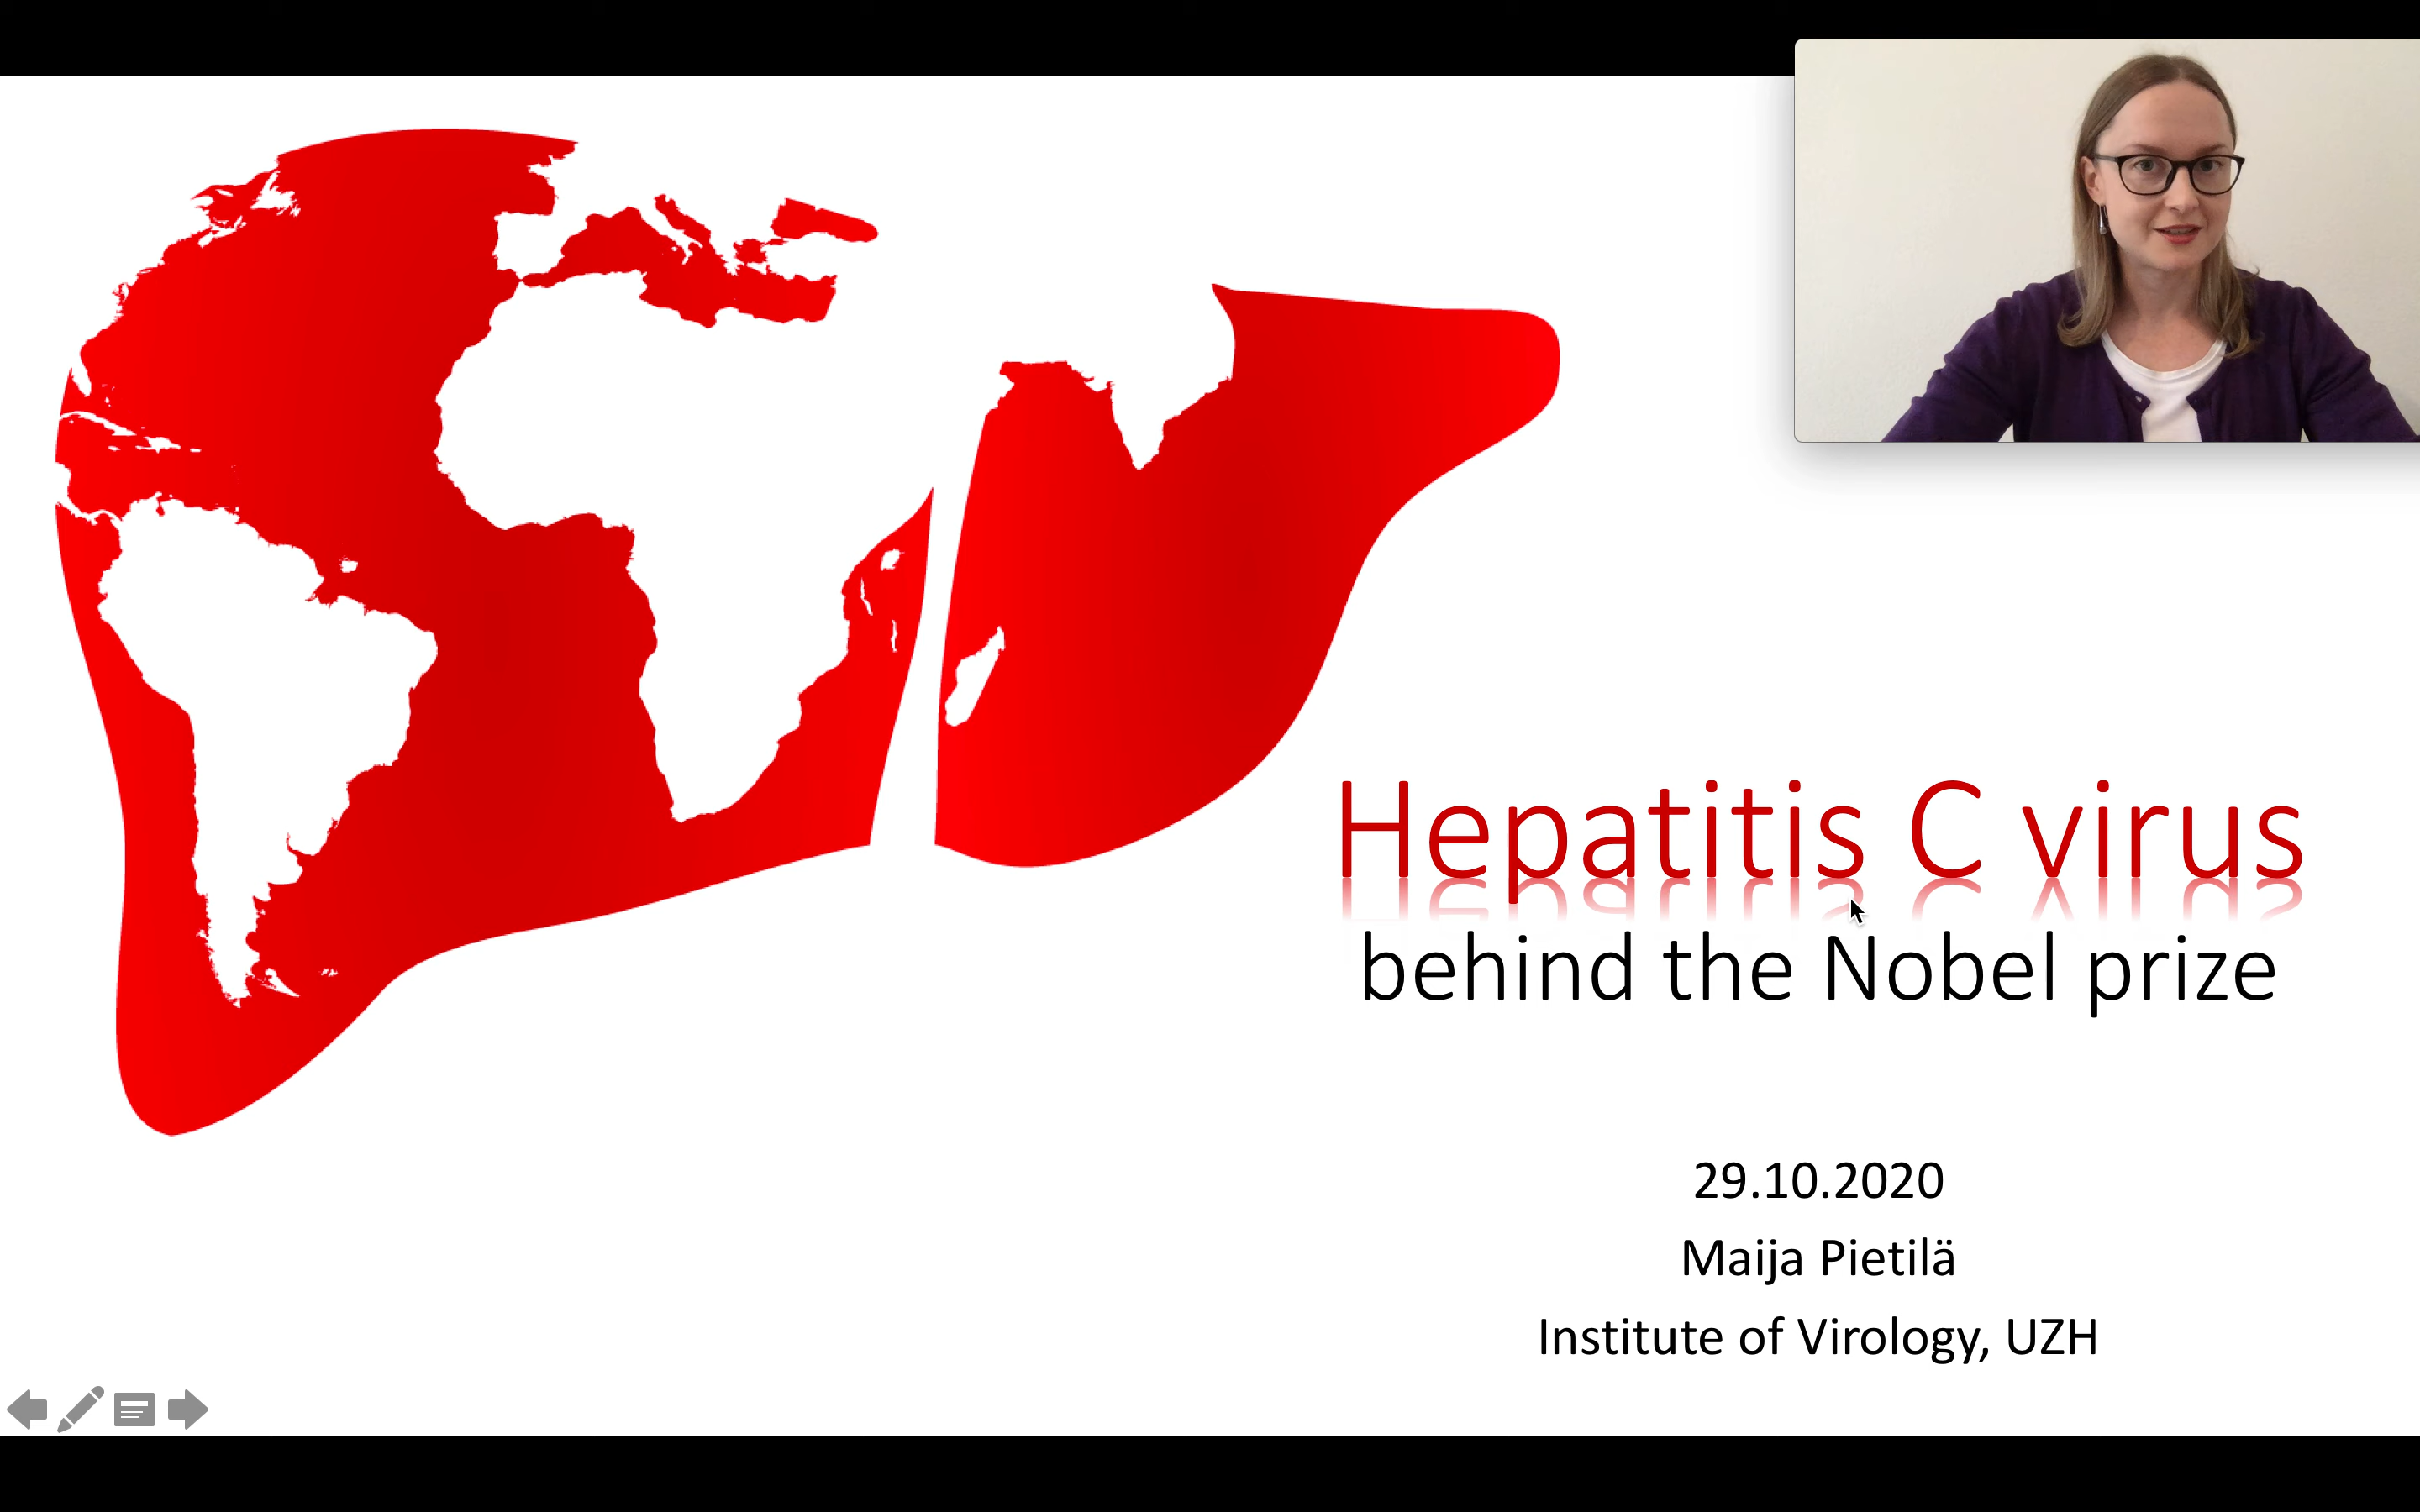 Hepatitis C virus
behind the Nobel prize
29.10.2020
Maija Pietilä
Institute of Virology, UZH